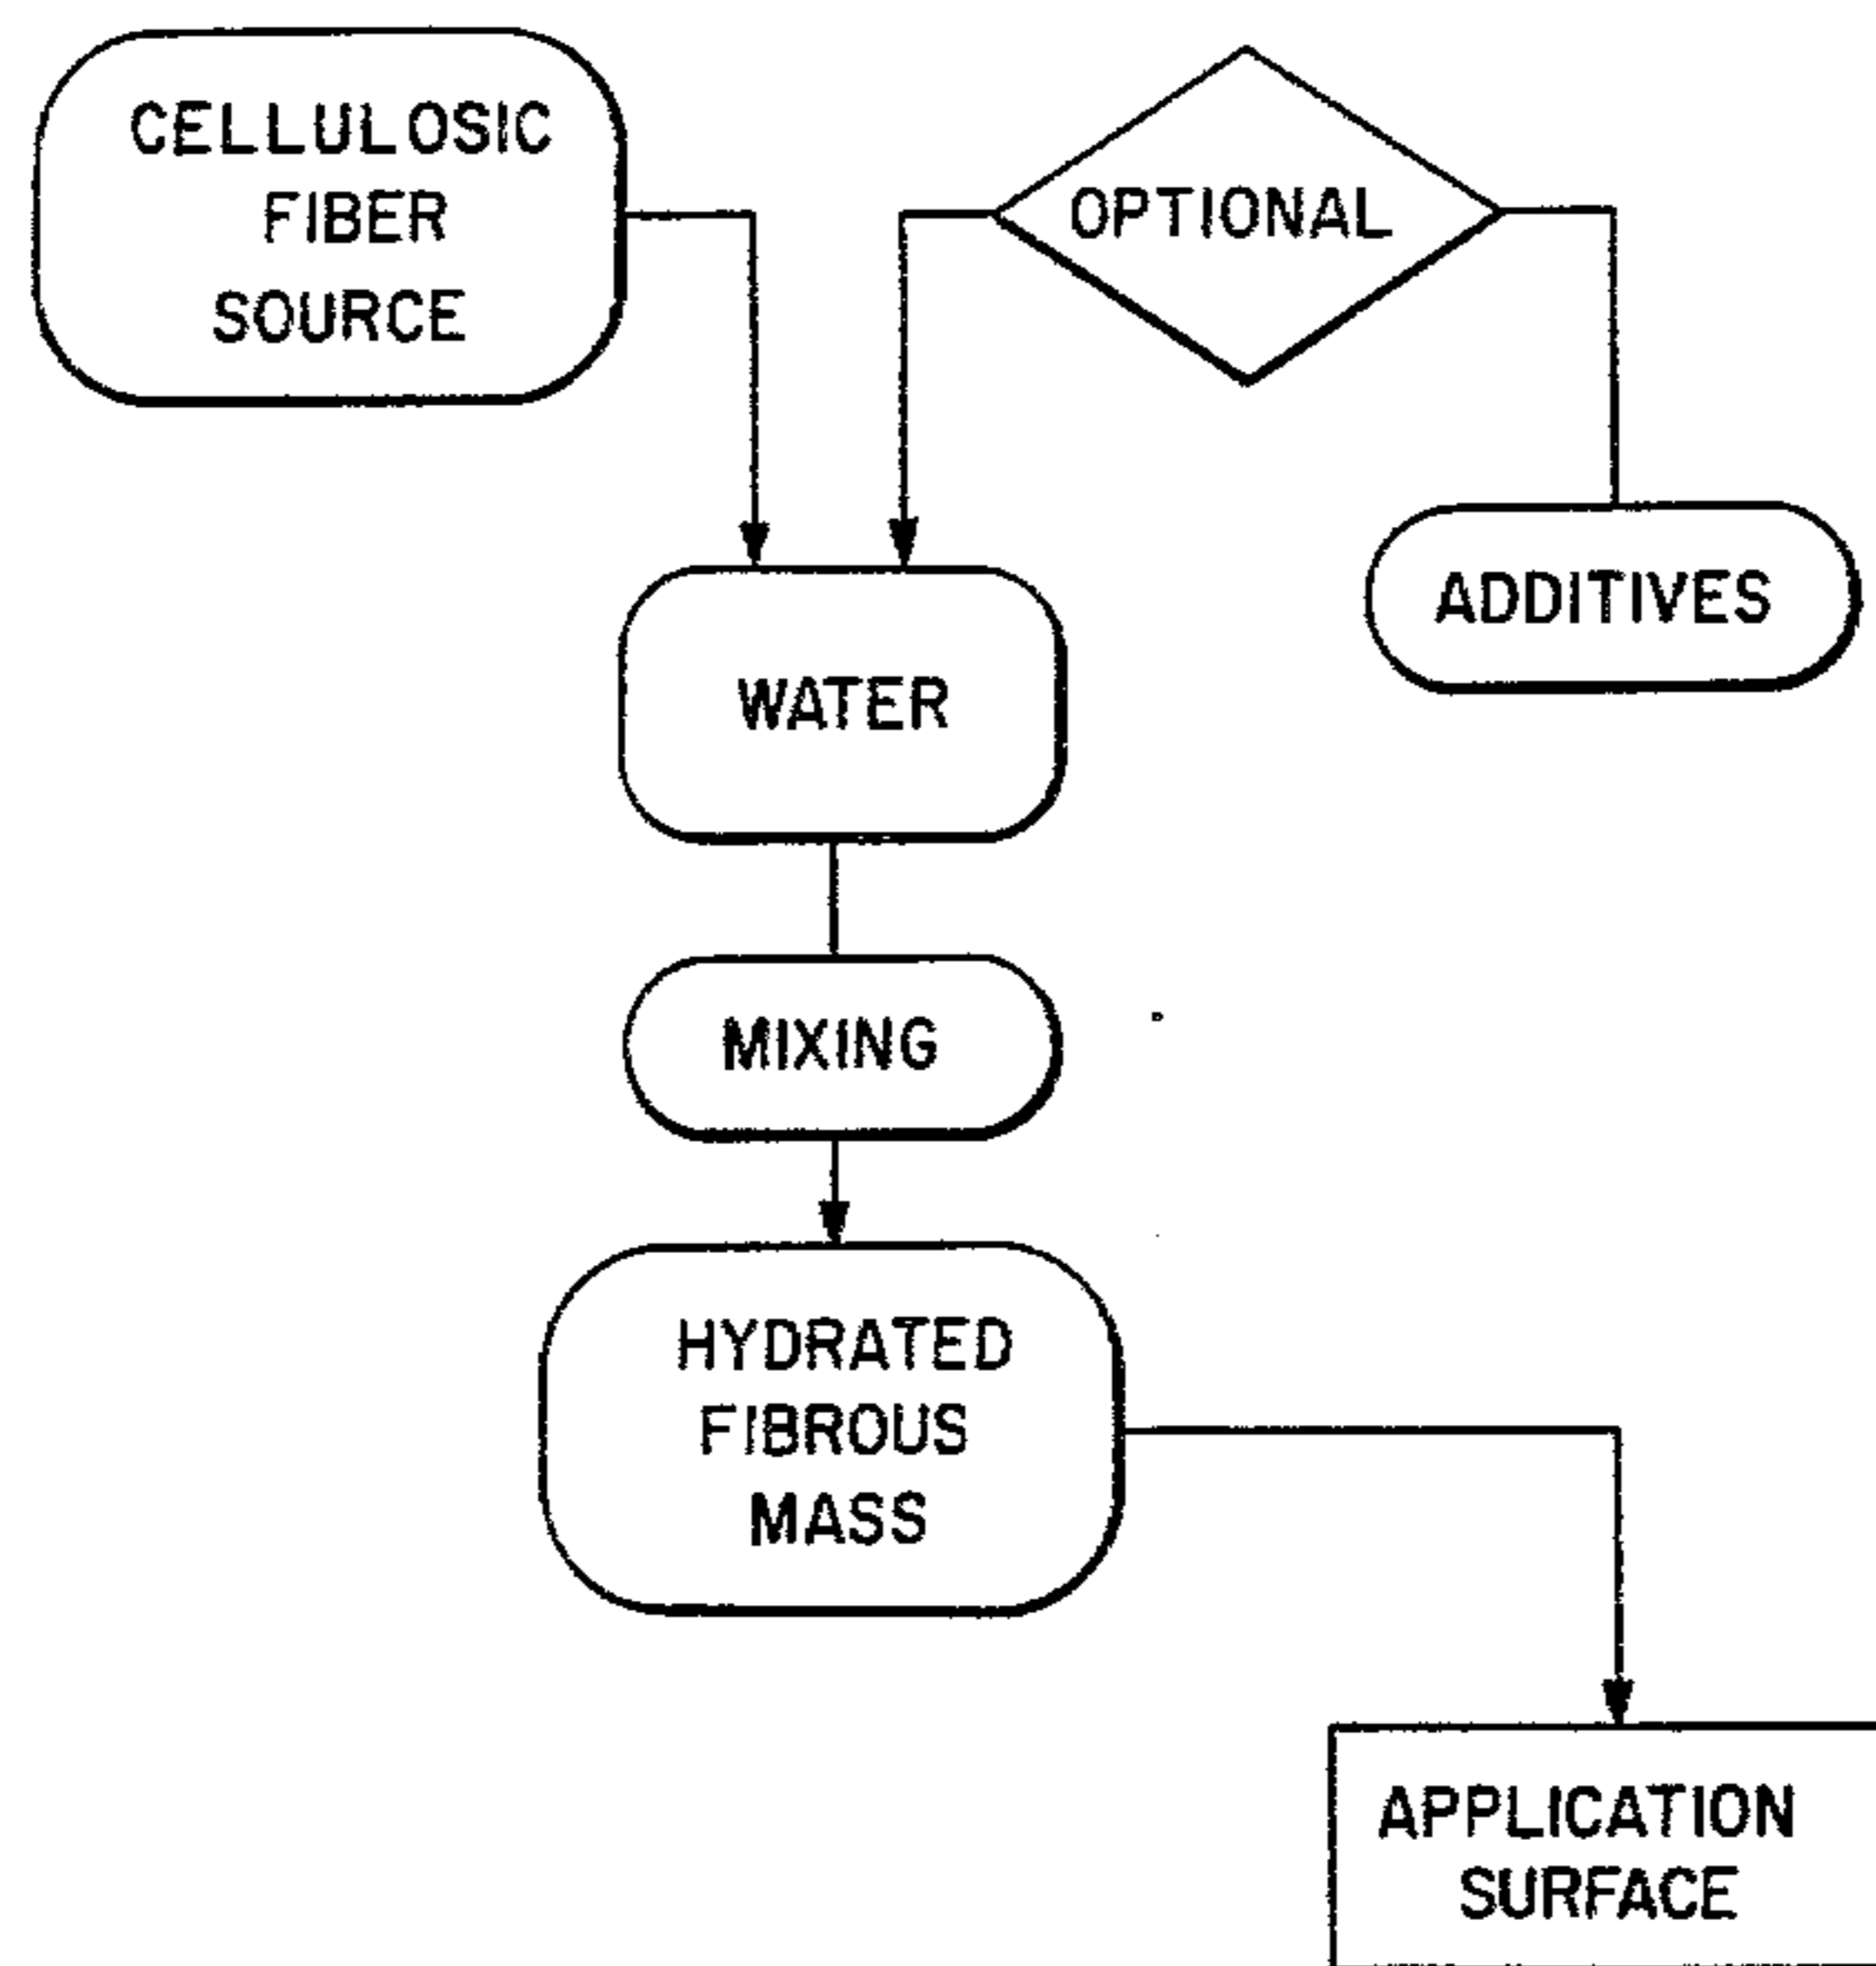 CELLULOSIC
FIBER
SOURCE
OPTIONAL
ADDITIVES
WATER
MIXING
HYDRATED
FIBROUS
MASS
APPLICATION
SURFACE